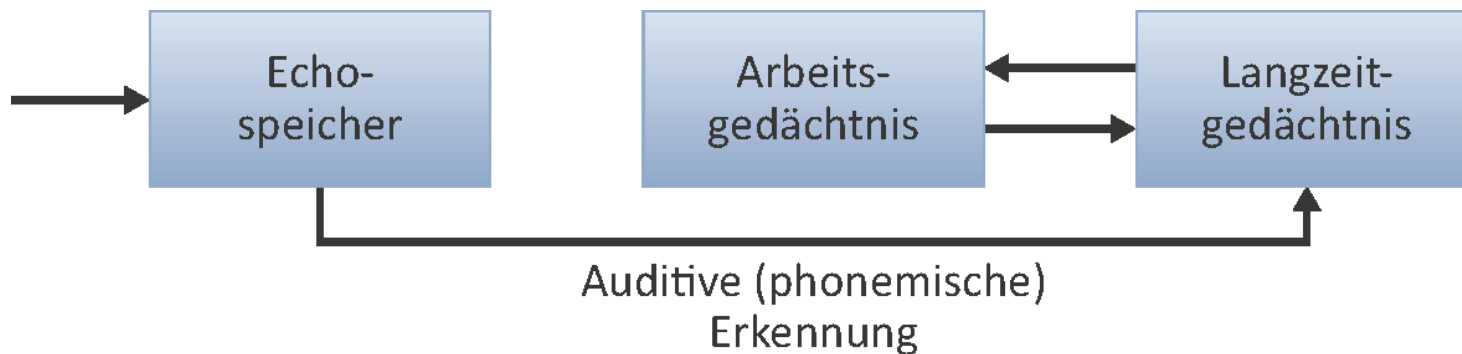 Echo-
speicher
Arbeits-
gedächtnis
Langzeit-
gedächtnis
Auditive (phonemische)
Erkennung